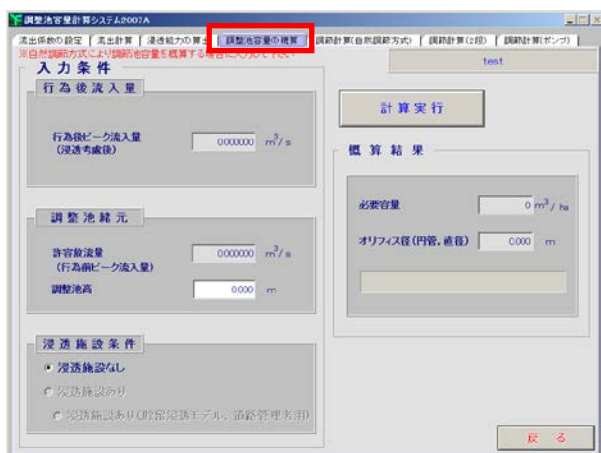 調整池容量計算システム2007A
流出係数の設定 流出計算 浸透能力の算出 調整池容量の概算 調節計算(自然調節方式) 調節計算(2段) 調節計算(ポンプ)
※自然調節方式により調節池容量を概算する場合に入力して下さい
test
入力条件
行為後流入量
行為後ピーク流入量
(浸透考慮後)
0.00000 m3/s
調整池緒元
許容放流量
(行為前ピーク流入量)
0.00000 m3/s
調整池高 0.000 m
浸透施設条件
浸透施設なし
浸透施設あり
浸透施設あり(貯留浸透モデル、道路管理者用)
計算実行
概算結果
必要容量 0 m3/ha
オリフィス径(円管,直径) 0.000 m
戻る